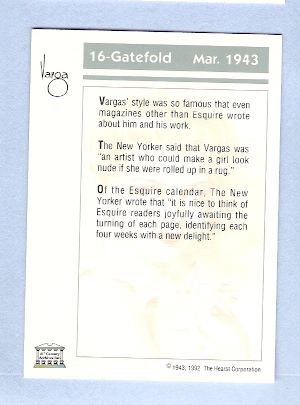 16-Gatefold Mar. 1943
Varga
Vargas' style was so famous that even
magazines other than Esquire wrote
about him and his work.
The New Yorker said that Vargas was
"an artist who could make a girl look
nude if she were rolled up in a rug."
Of the Esquire calendar, The New
Yorker wrote that "it is nice to think of
Esquire readers joyfully awaiting the
turning of each page, identifying each
four weeks with a new delight."
© 1943, 1992 The Hearst Corporation